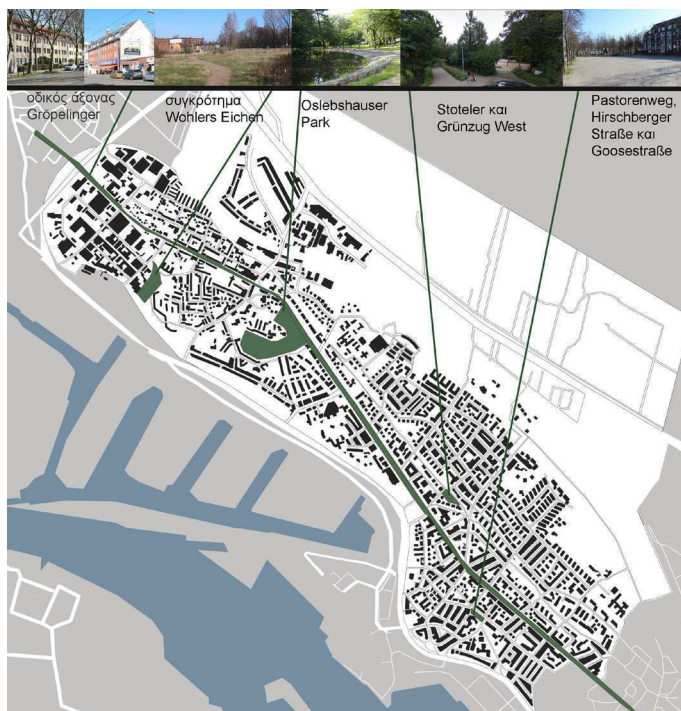 οδικός άξονας
Gröpelinger
συγκρότημα
Wohlers Eichen
Oslebshauser
Park
Stoteler και
Grünzug West
Pastorenweg,
Hirschberger
Straße και
Goosestraße